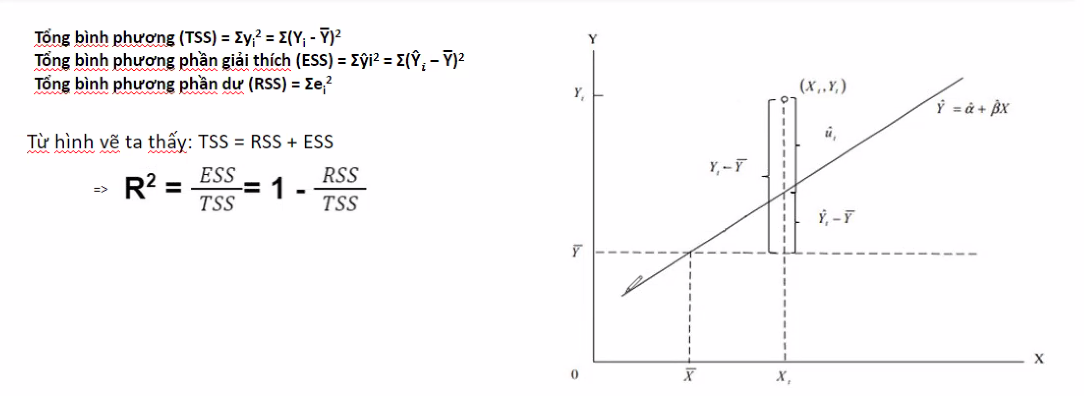 Tổng bình phương (TSS) = Σyᵢ² = Σ(Yᵢ - Ȳ)²
Tổng bình phương phần giải thích (ESS) = Σŷi² = Σ(Ŷᵢ − Ȳ)²
Tổng bình phương phần dư (RSS) = Σeᵢ²
Từ hình vẽ ta thấy: TSS = RSS + ESS
=> R² = ESS/TSS = 1 - RSS/TSS
Y
Yᵢ
(Xᵢ, Yᵢ)
Ŷ = α̂ + β̂X
ûᵢ
Yᵢ − Ȳ
Ŷᵢ − Ȳ
Ȳ
X
0
X̄
Xᵢ